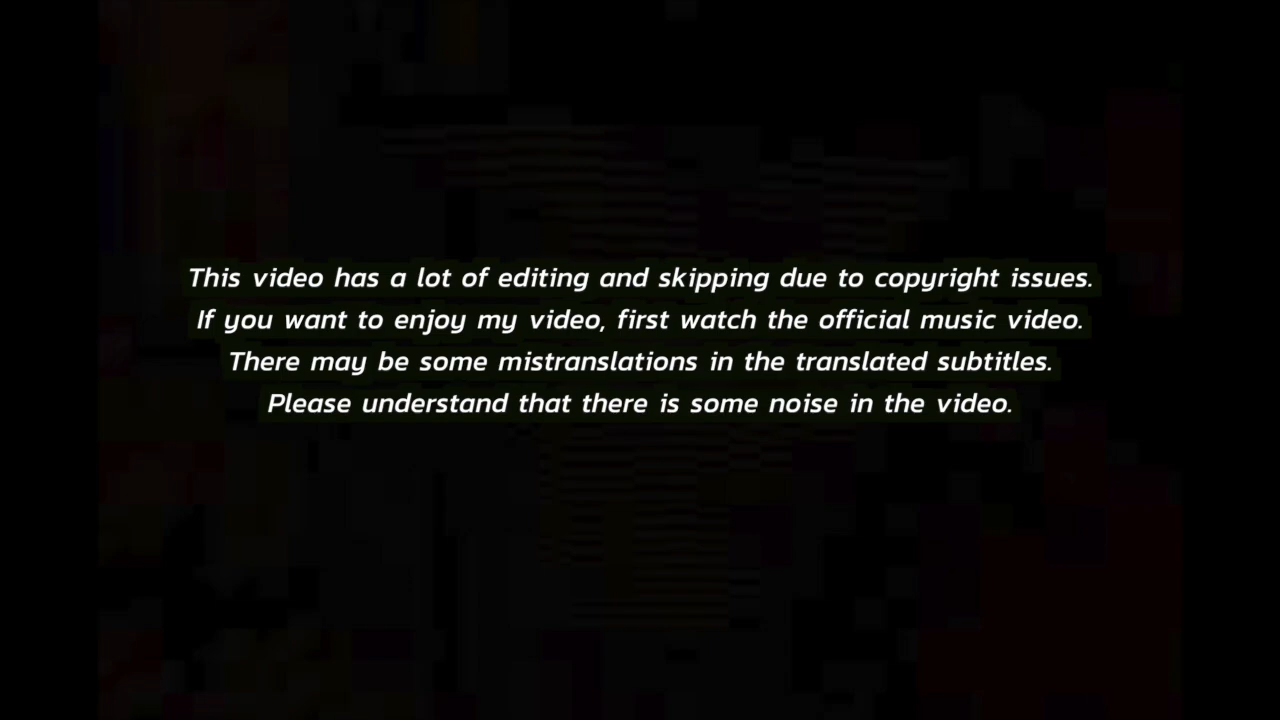 This video has a lot of editing and skipping due to copyright issues.
If you want to enjoy my video, first watch the official music video.
There may be some mistranslations in the translated subtitles.
Please understand that there is some noise in the video.